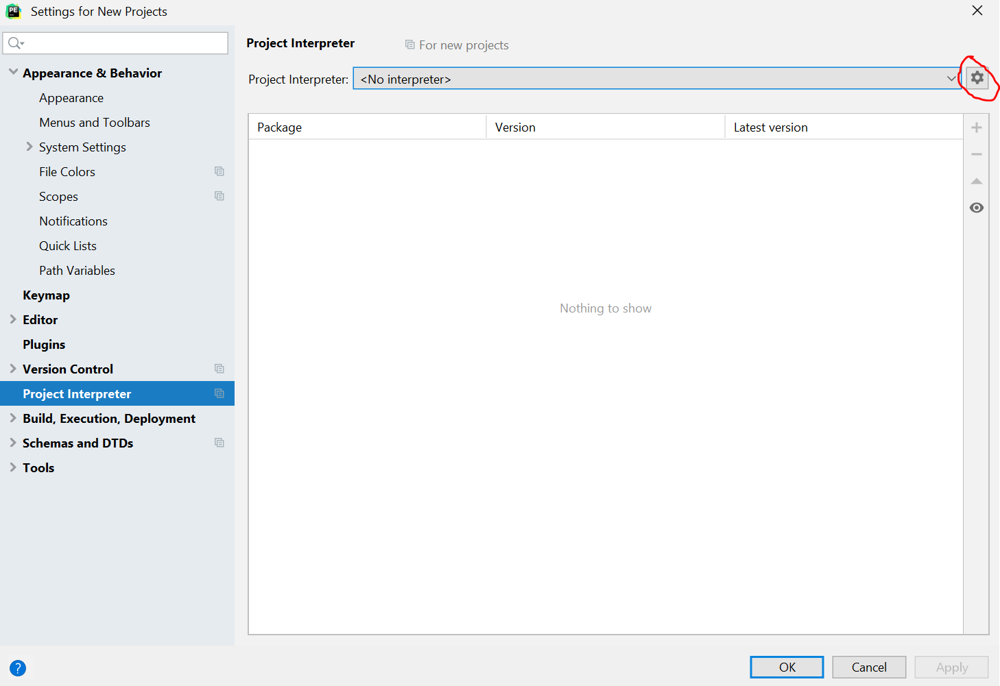 PE
Settings for New Projects
Appearance & Behavior
Appearance
Menus and Toolbars
System Settings
File Colors
Scopes
Notifications
Quick Lists
Path Variables
Keymap
Editor
Plugins
Version Control
Project Interpreter
Build, Execution, Deployment
Schemas and DTDs
Tools
Project Interpreter
For new projects
Project Interpreter: <No interpreter>
Package Version Latest version
Nothing to show
?
OK Cancel Apply